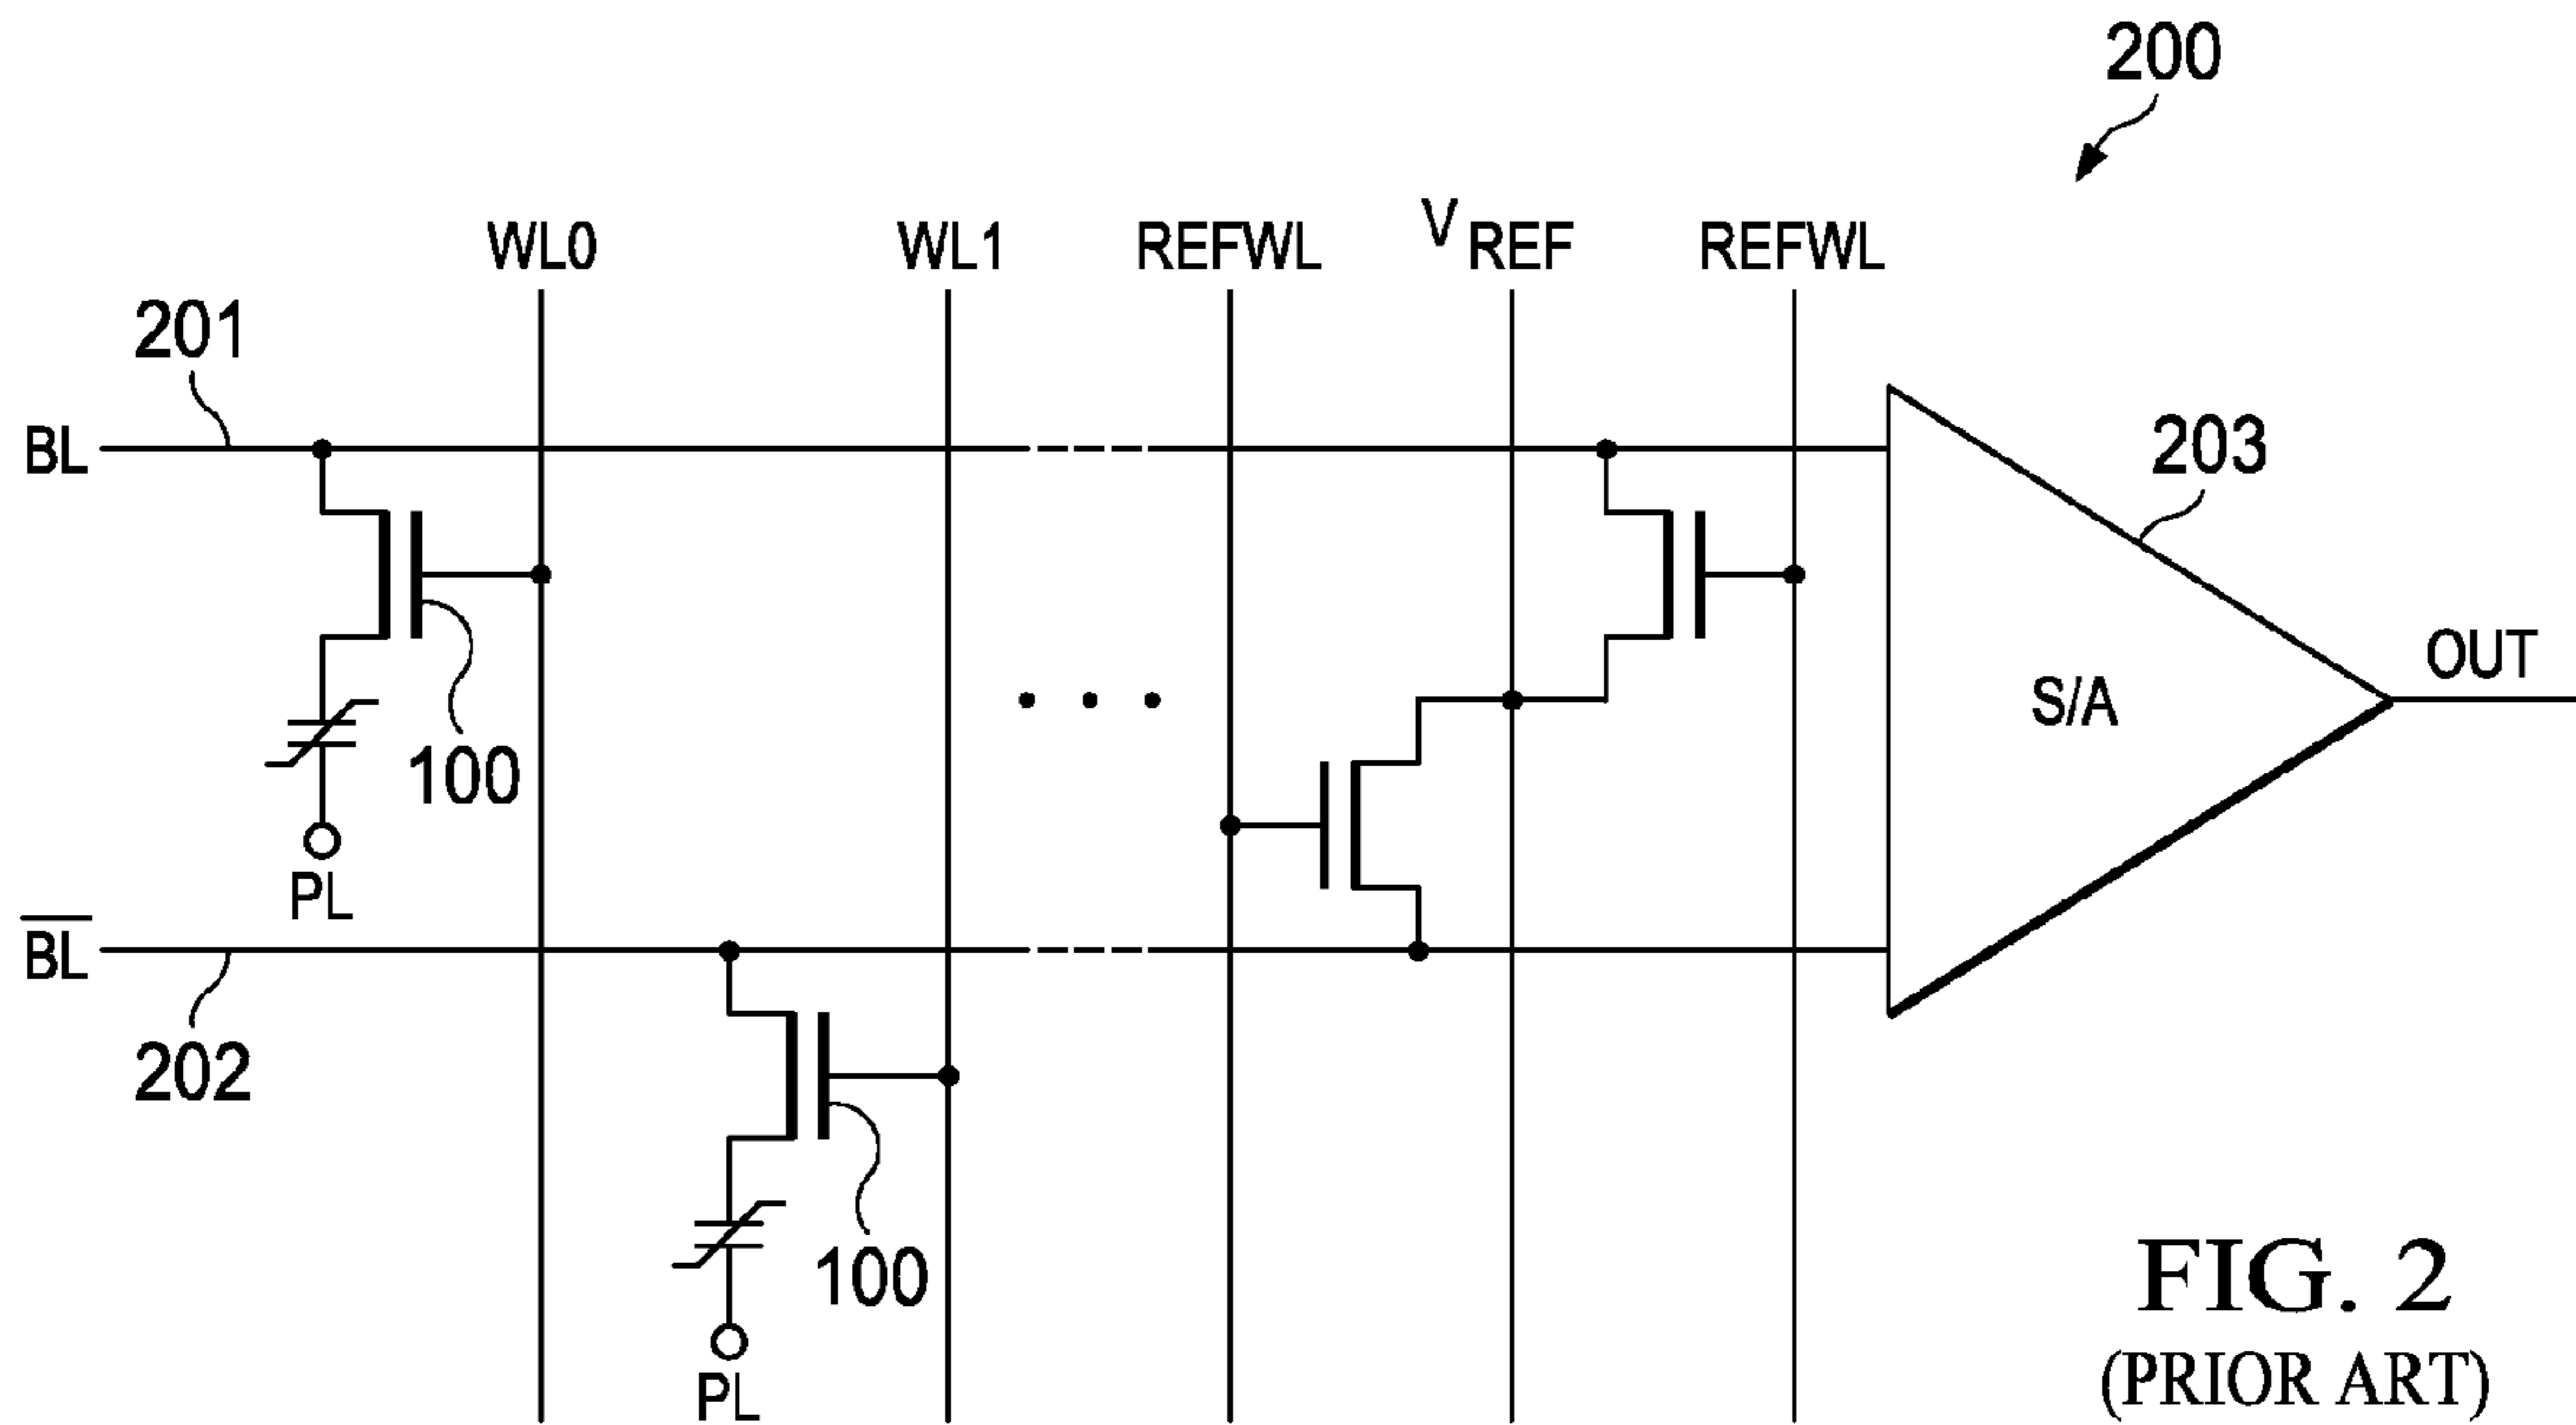 200
WL0 WL1 REFWL VREF REFWL
201
BL
203
OUT
S/A
100
PL
B̅L̅
202
100
PL
FIG. 2
(PRIOR ART)